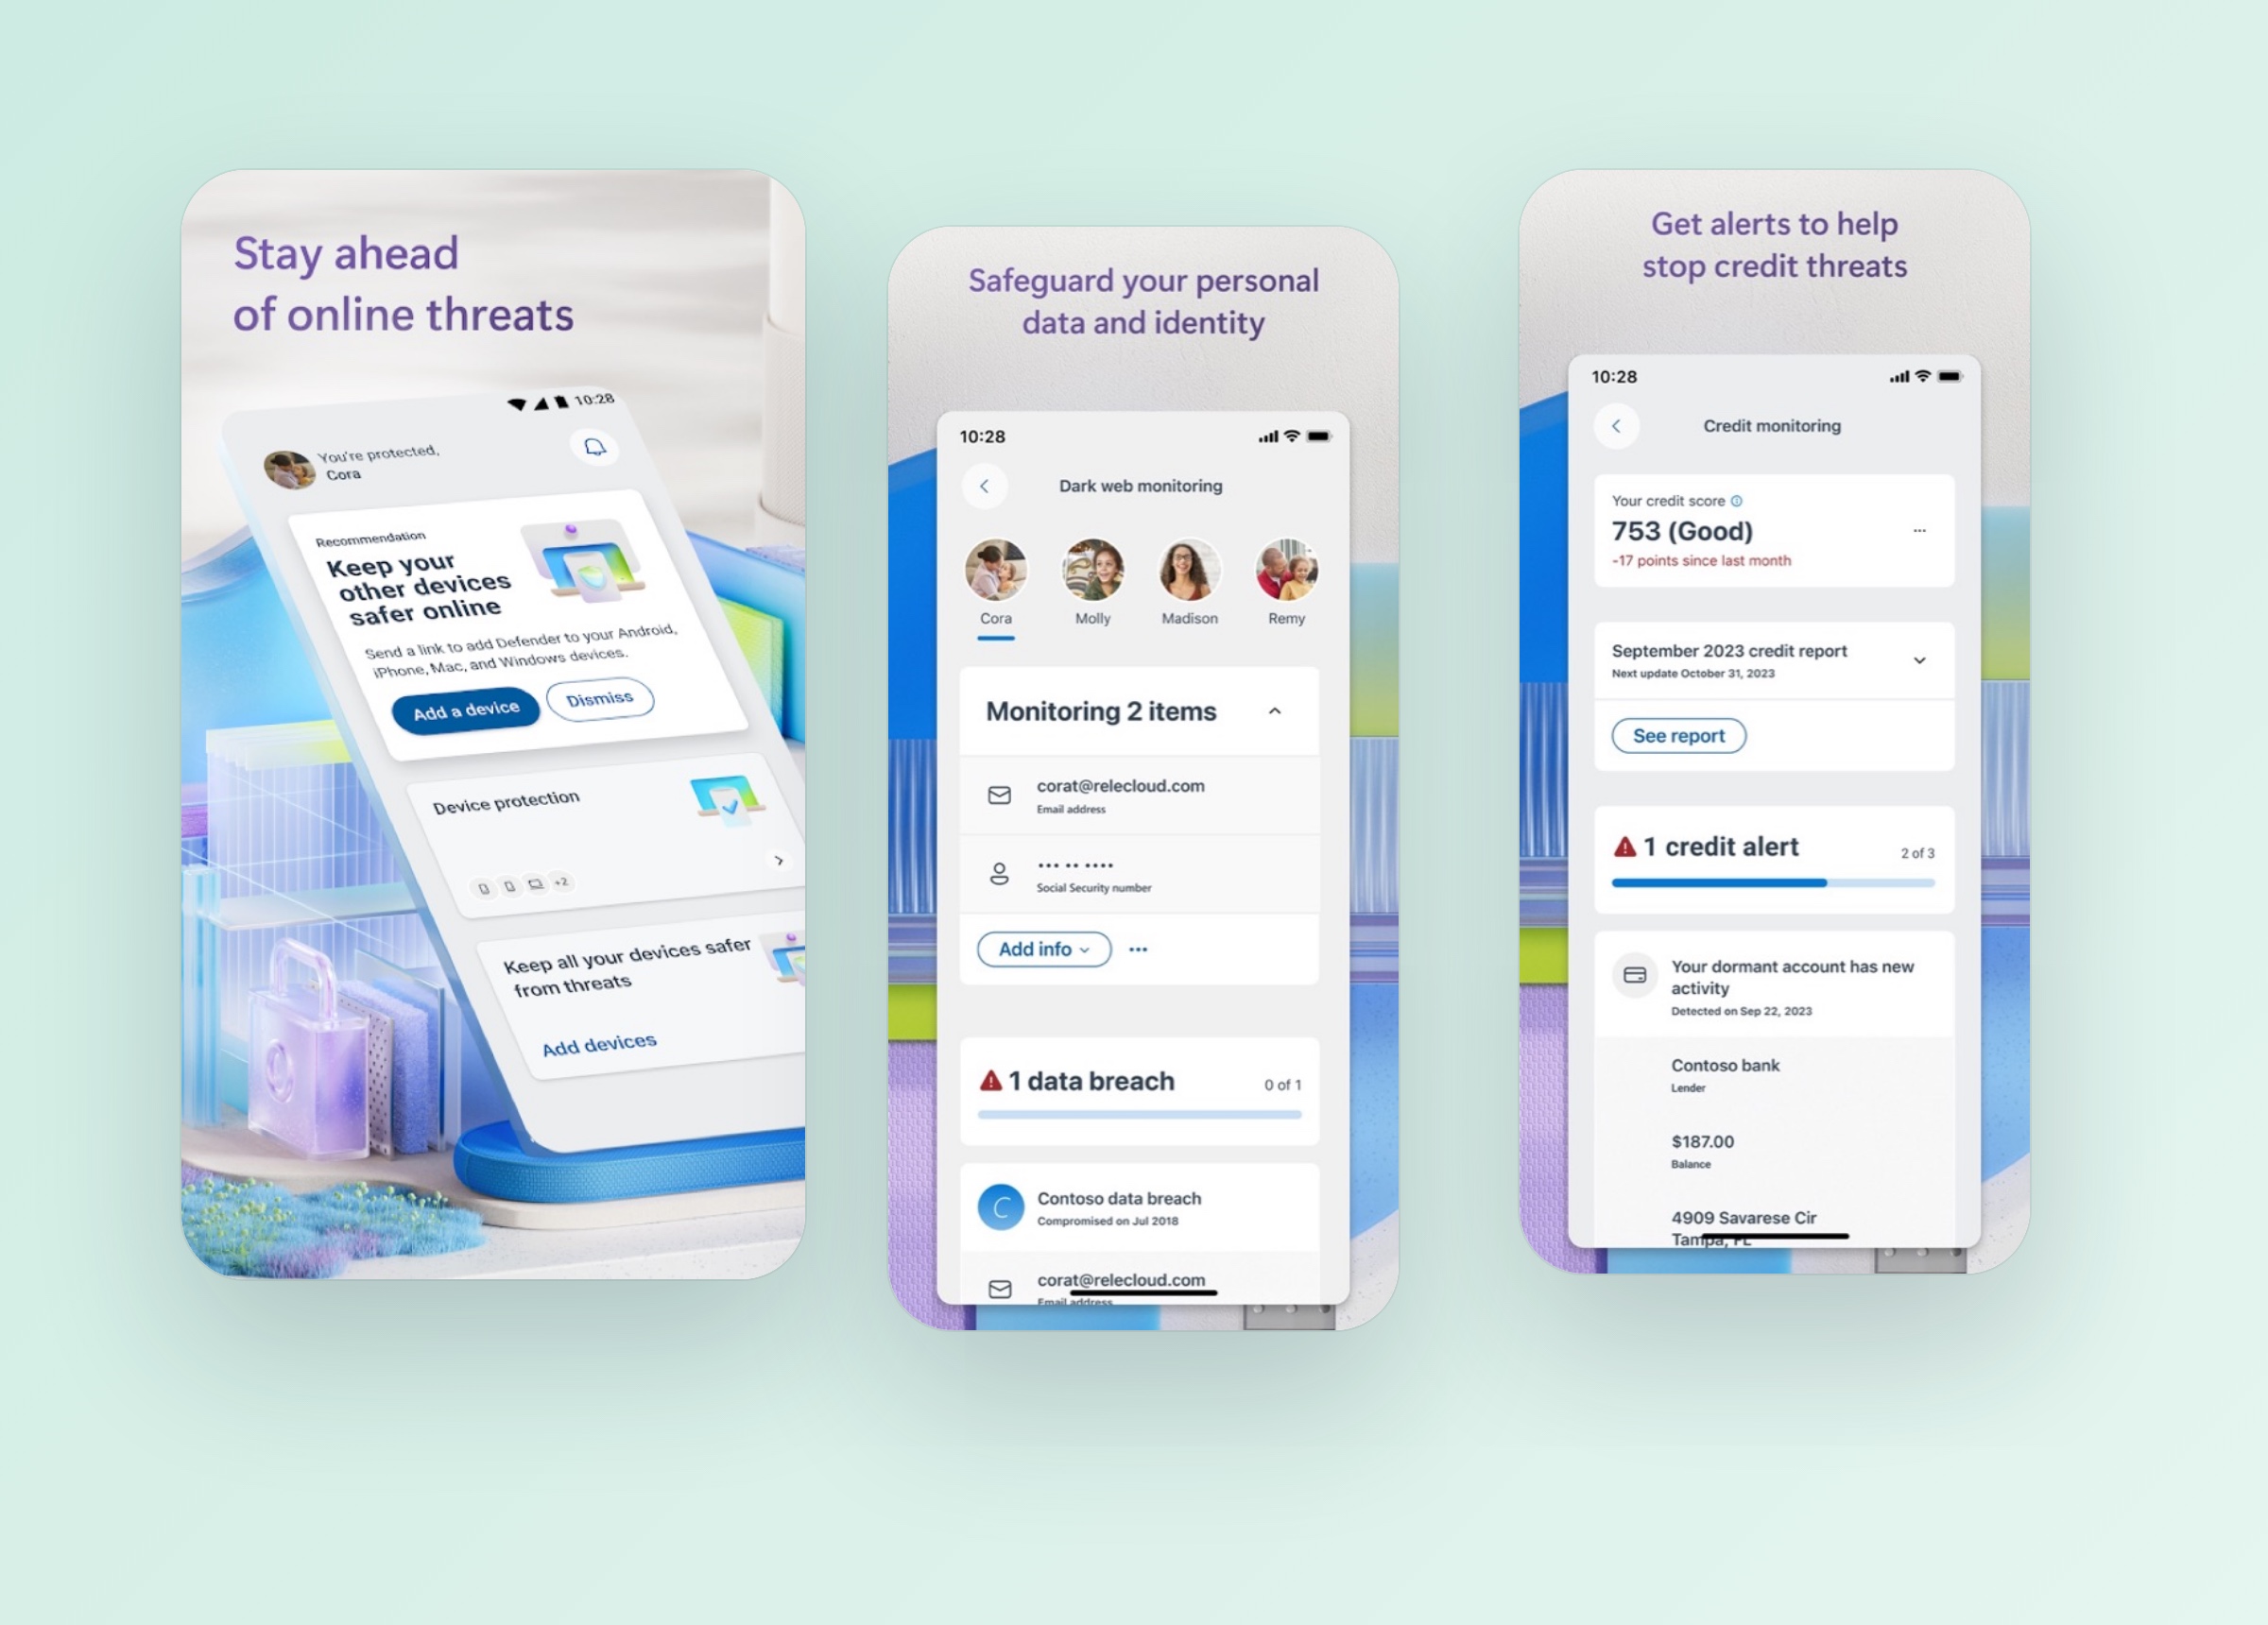 Stay ahead
of online threats
10:28
You're protected,
Cora
Recommendation
Keep your
other devices
safer online
Send a link to add Defender to your Android,
iPhone, Mac, and Windows devices.
Add a device
Dismiss
Device protection
+2
Keep all your devices safer
from threats
Add devices
Safeguard your personal
data and identity
10:28
Dark web monitoring
Cora
Molly
Madison
Remy
Monitoring 2 items
corat@relecloud.com
Email address
••• •• ••••
Social Security number
Add info
1 data breach
0 of 1
C
Contoso data breach
Compromised on Jul 2018
corat@relecloud.com
Email address
Get alerts to help
stop credit threats
10:28
Credit monitoring
Your credit score
753 (Good)
-17 points since last month
September 2023 credit report
Next update October 31, 2023
See report
1 credit alert
2 of 3
Your dormant account has new
activity
Detected on Sep 22, 2023
Contoso bank
Lender
$187.00
Balance
4909 Savarese Cir
Tampa, FL